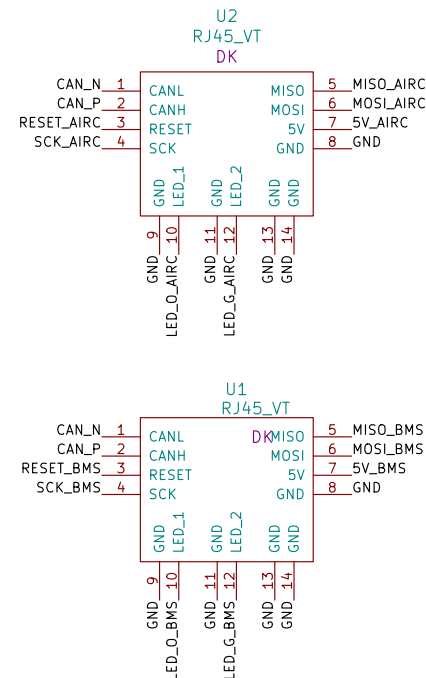 U2
RJ45_VT
DK
CAN_N 1 CANL MISO 5 MISO_AIRC
CAN_P 2 CANH MOSI 6 MOSI_AIRC
RESET_AIRC 3 RESET 5V 7 5V_AIRC
SCK_AIRC 4 SCK GND 8 GND
GND LED_1 GND LED_2 GND GND
9 10 11 12 13 14
GND LED_O_AIRC GND LED_G_AIRC GND GND
U1
RJ45_VT
CAN_N 1 CANL DK MISO 5 MISO_BMS
CAN_P 2 CANH MOSI 6 MOSI_BMS
RESET_BMS 3 RESET 5V 7 5V_BMS
SCK_BMS 4 SCK GND 8 GND
GND LED_1 GND LED_2 GND GND
9 10 11 12 13 14
GND LED_O_BMS GND LED_G_BMS GND GND